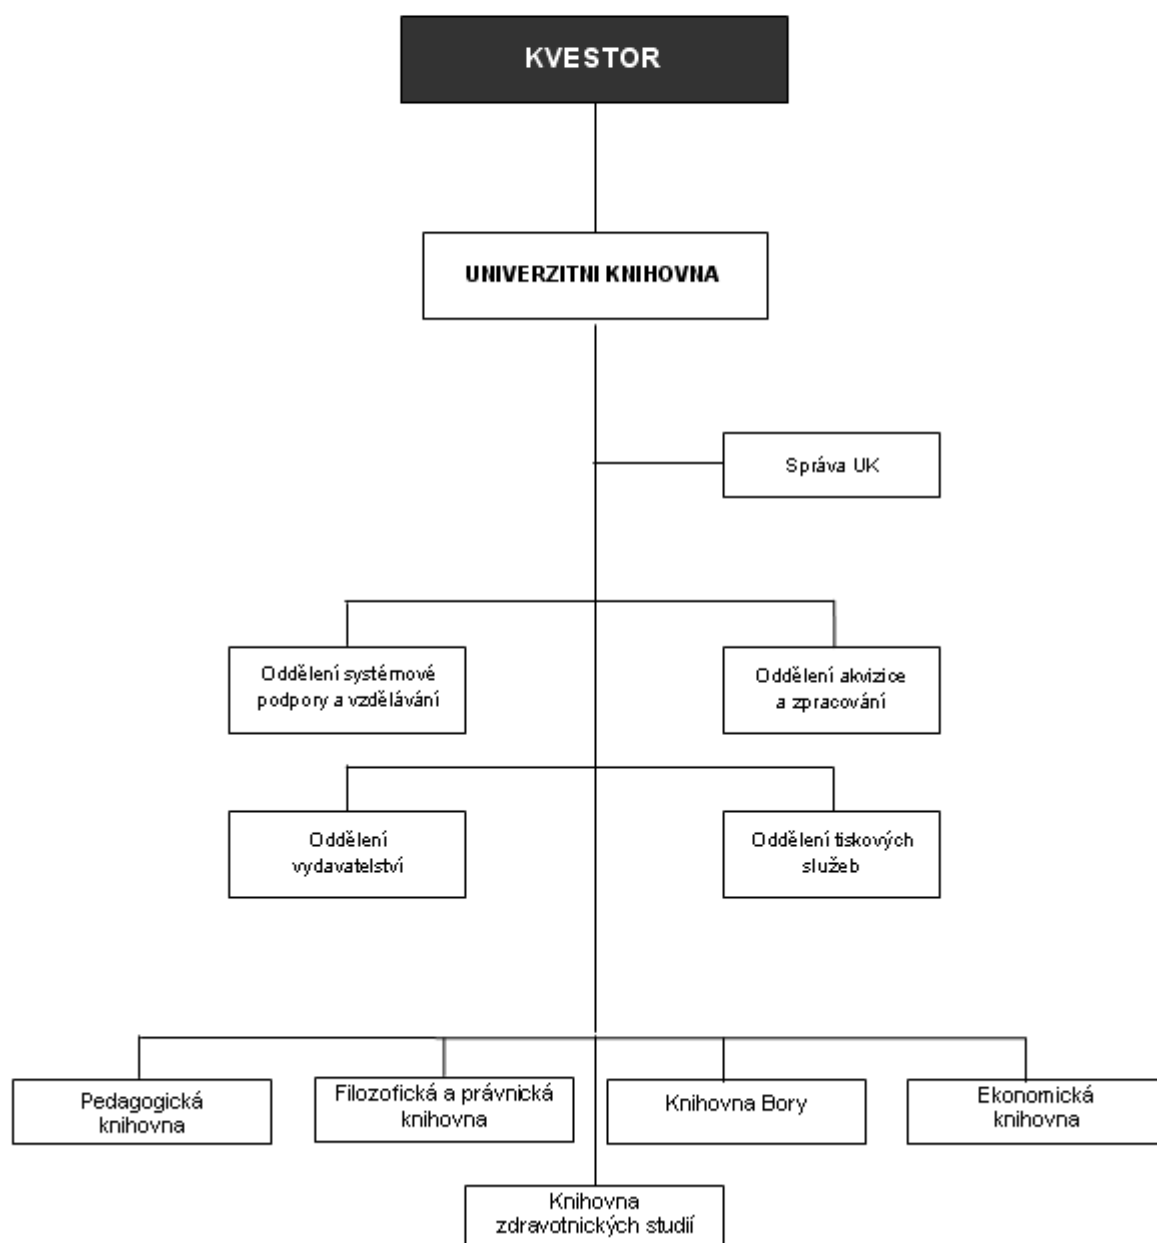 KVESTOR
UNIVERZITNI KNIHOVNA
Správa UK
Oddělení systémové
podpory a vzdělávání
Oddělení akvizice
a zpracování
Oddělení
vydavatelství
Oddělení tiskových
služeb
Pedagogická
knihovna
Filozofická a právnická
knihovna
Knihovna Bory
Ekonomická
knihovna
Knihovna
zdravotnických studií